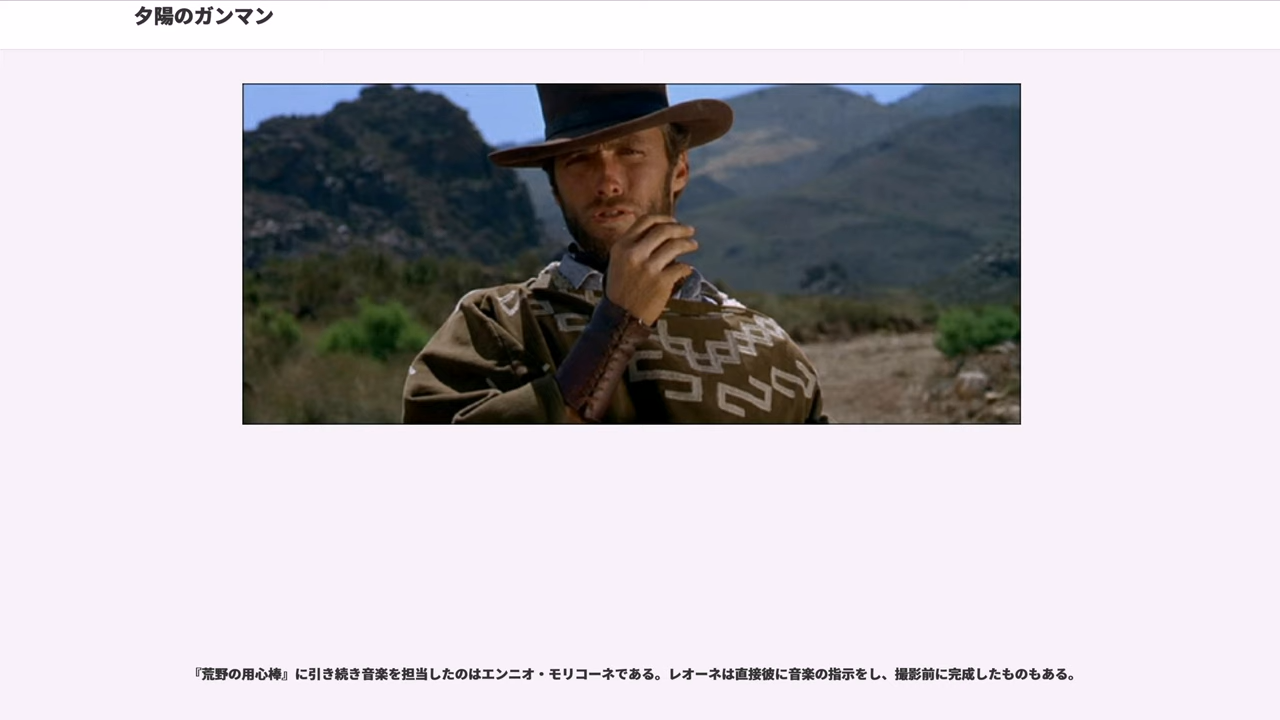 夕陽のガンマン
『荒野の用心棒』に引き続き音楽を担当したのはエンニオ・モリコーネである。レオーネは直接彼に音楽の指示をし、撮影前に完成したものもある。